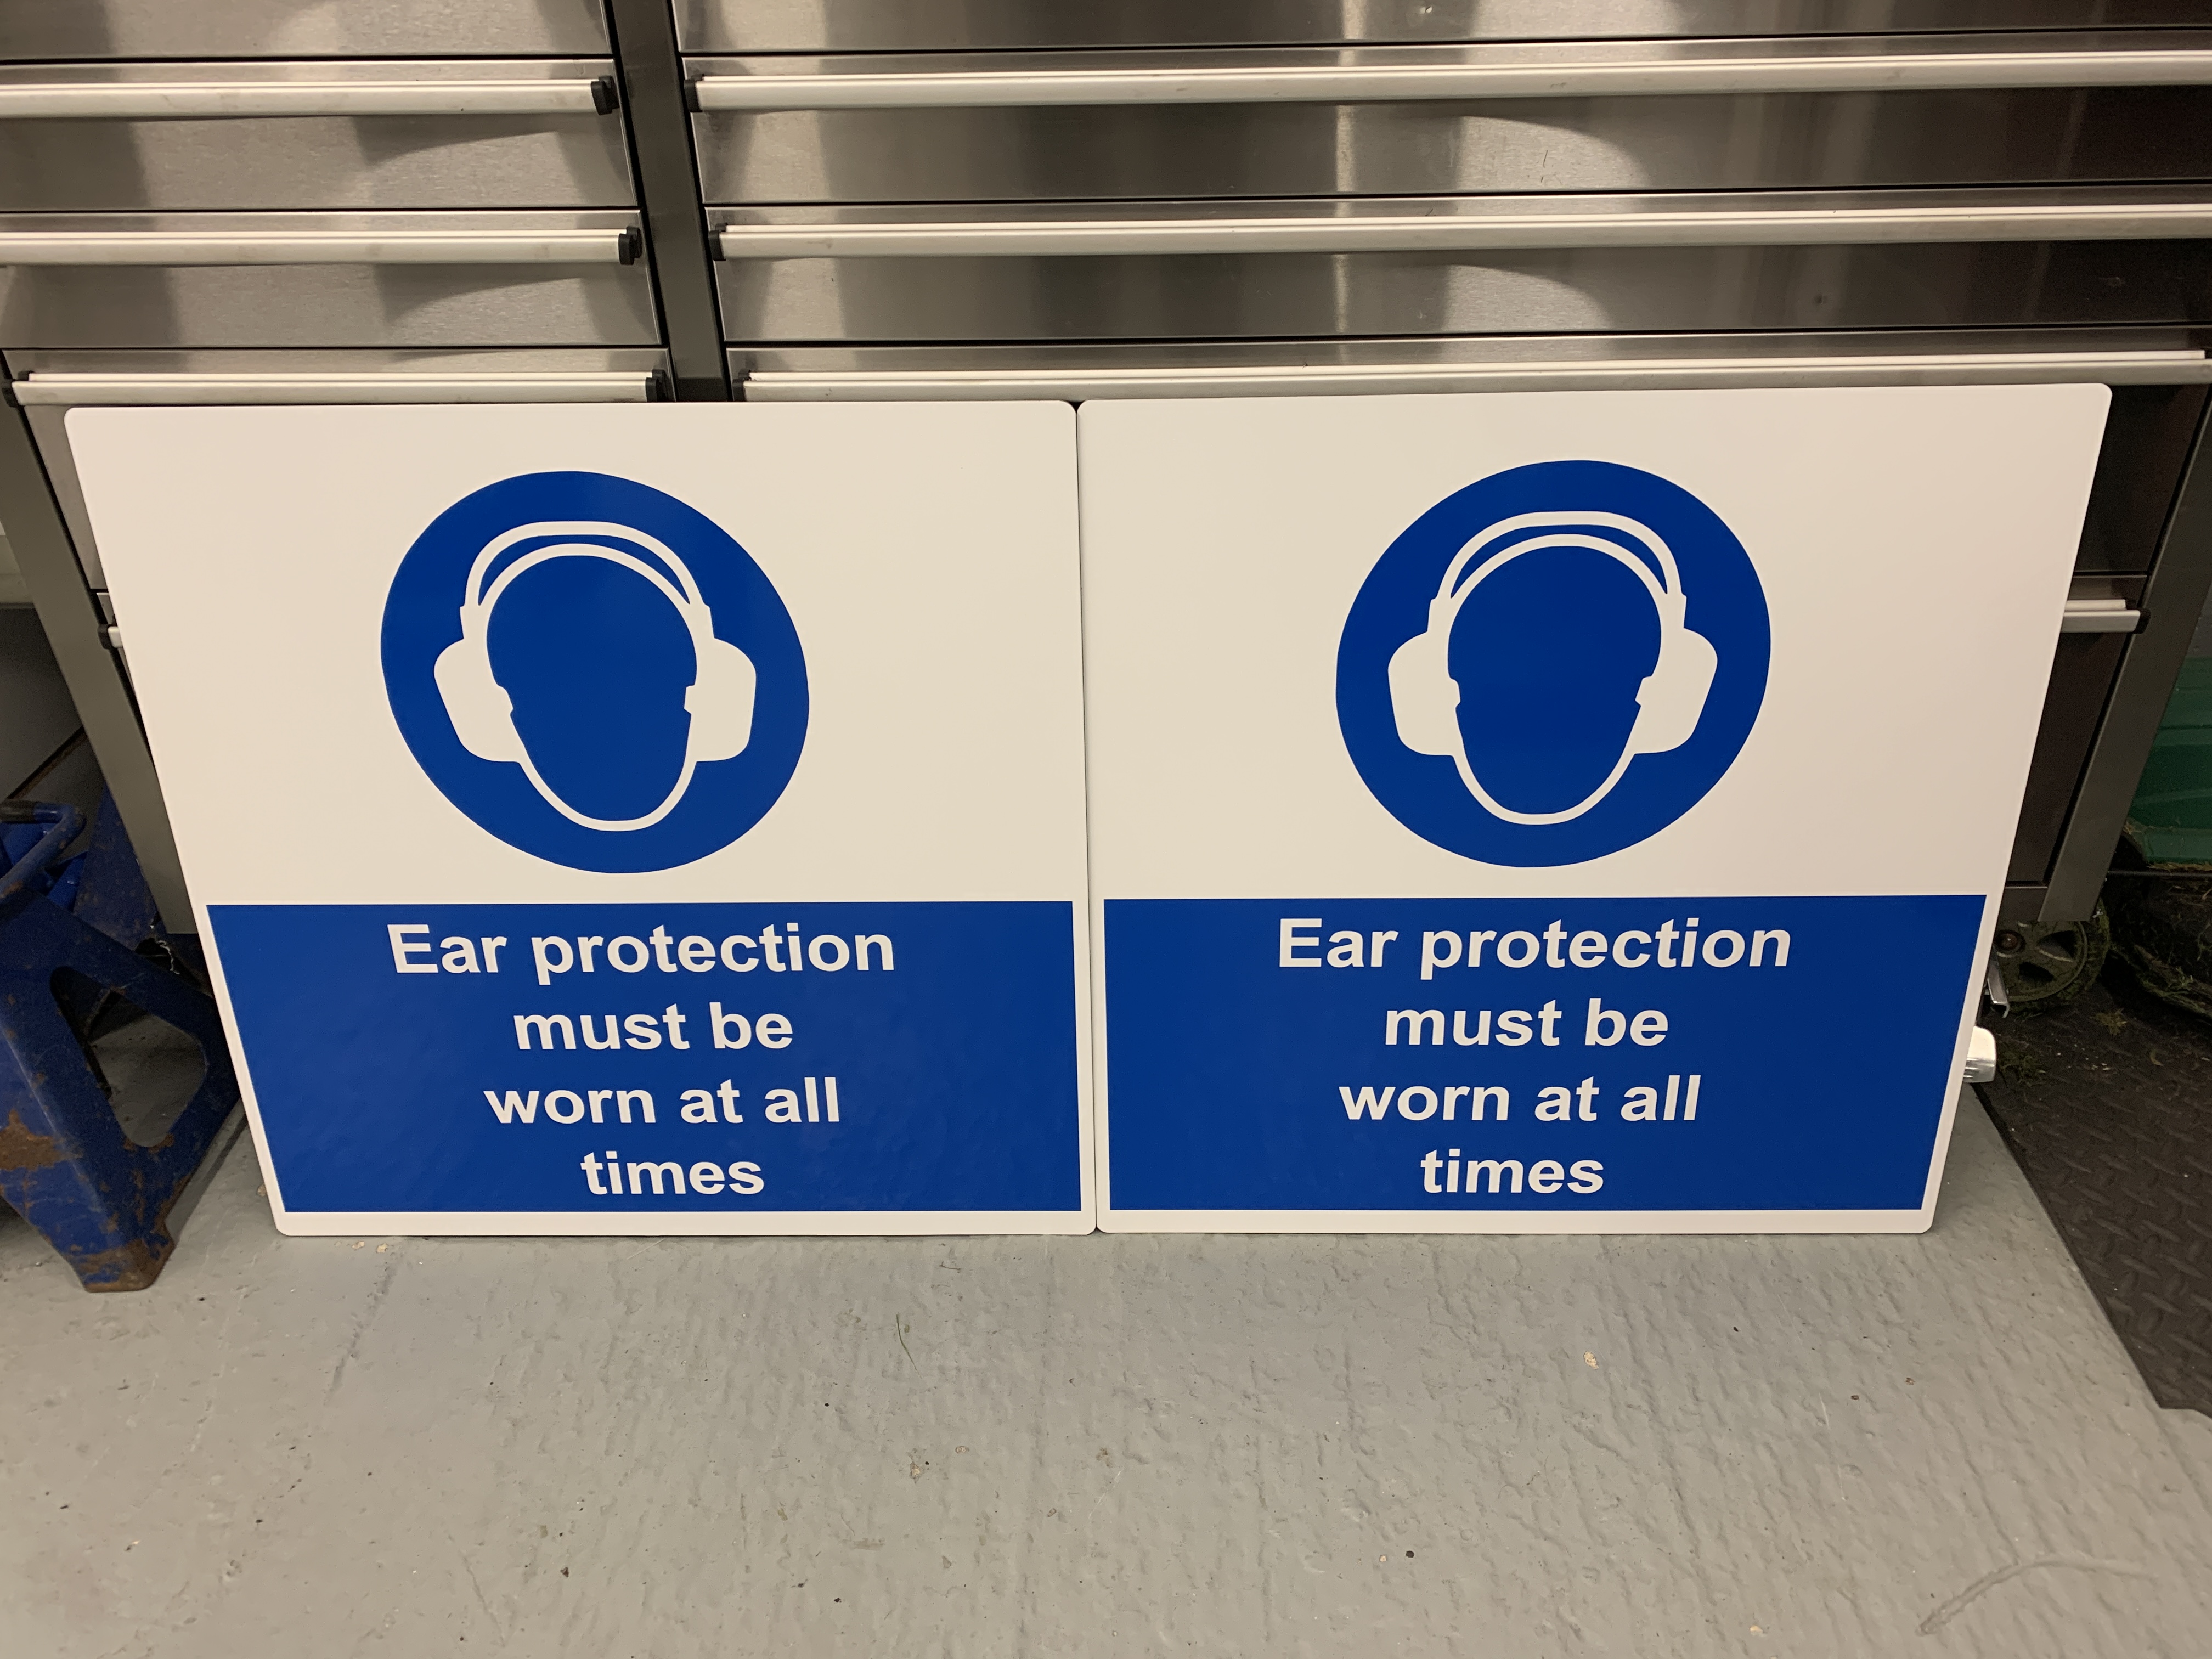 Ear protection
must be
worn at all
times
Ear protection
must be
worn at all
times